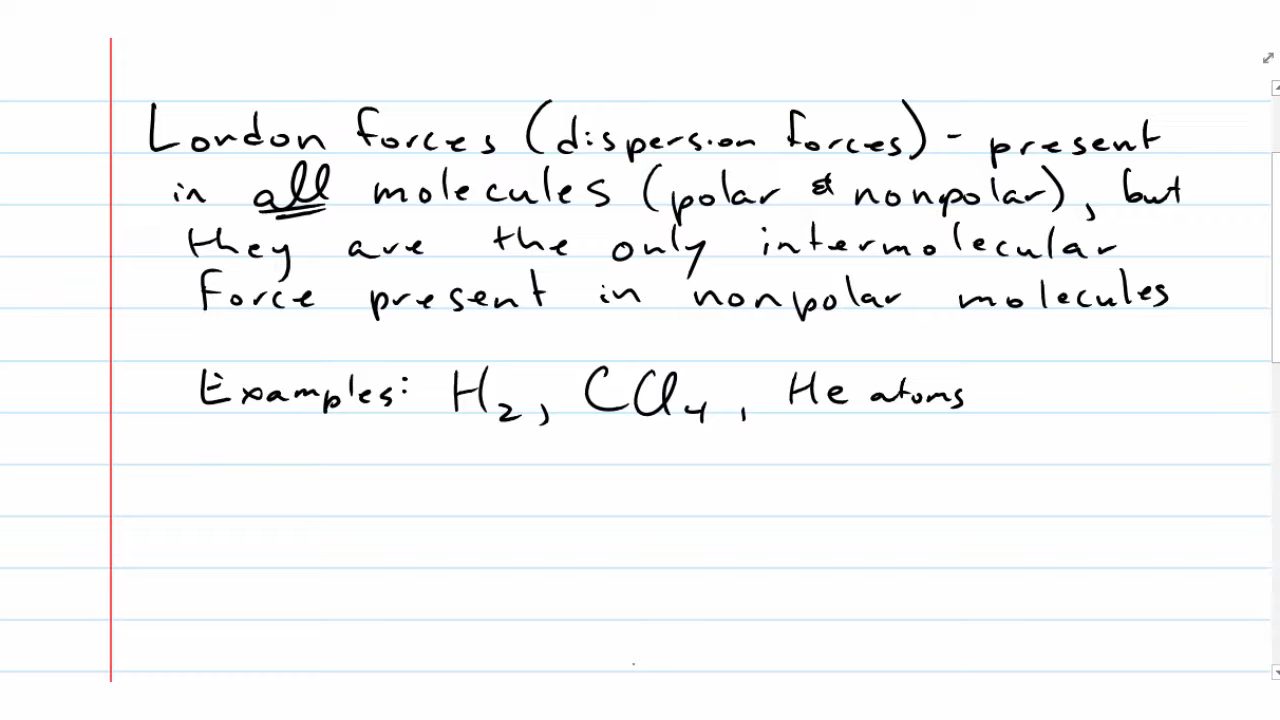 London forces (dispersion forces) - present
in all molecules (polar & nonpolar), but
they are the only intermolecular
force present in nonpolar molecules
Examples: H₂, CCl₄, He atoms